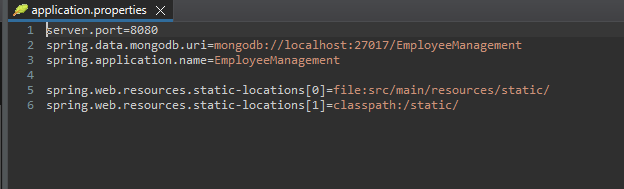 application.properties
1 server.port=8080
2 spring.data.mongodb.uri=mongodb://localhost:27017/EmployeeManagement
3 spring.application.name=EmployeeManagement
4
5 spring.web.resources.static-locations[0]=file:src/main/resources/static/
6 spring.web.resources.static-locations[1]=classpath:/static/